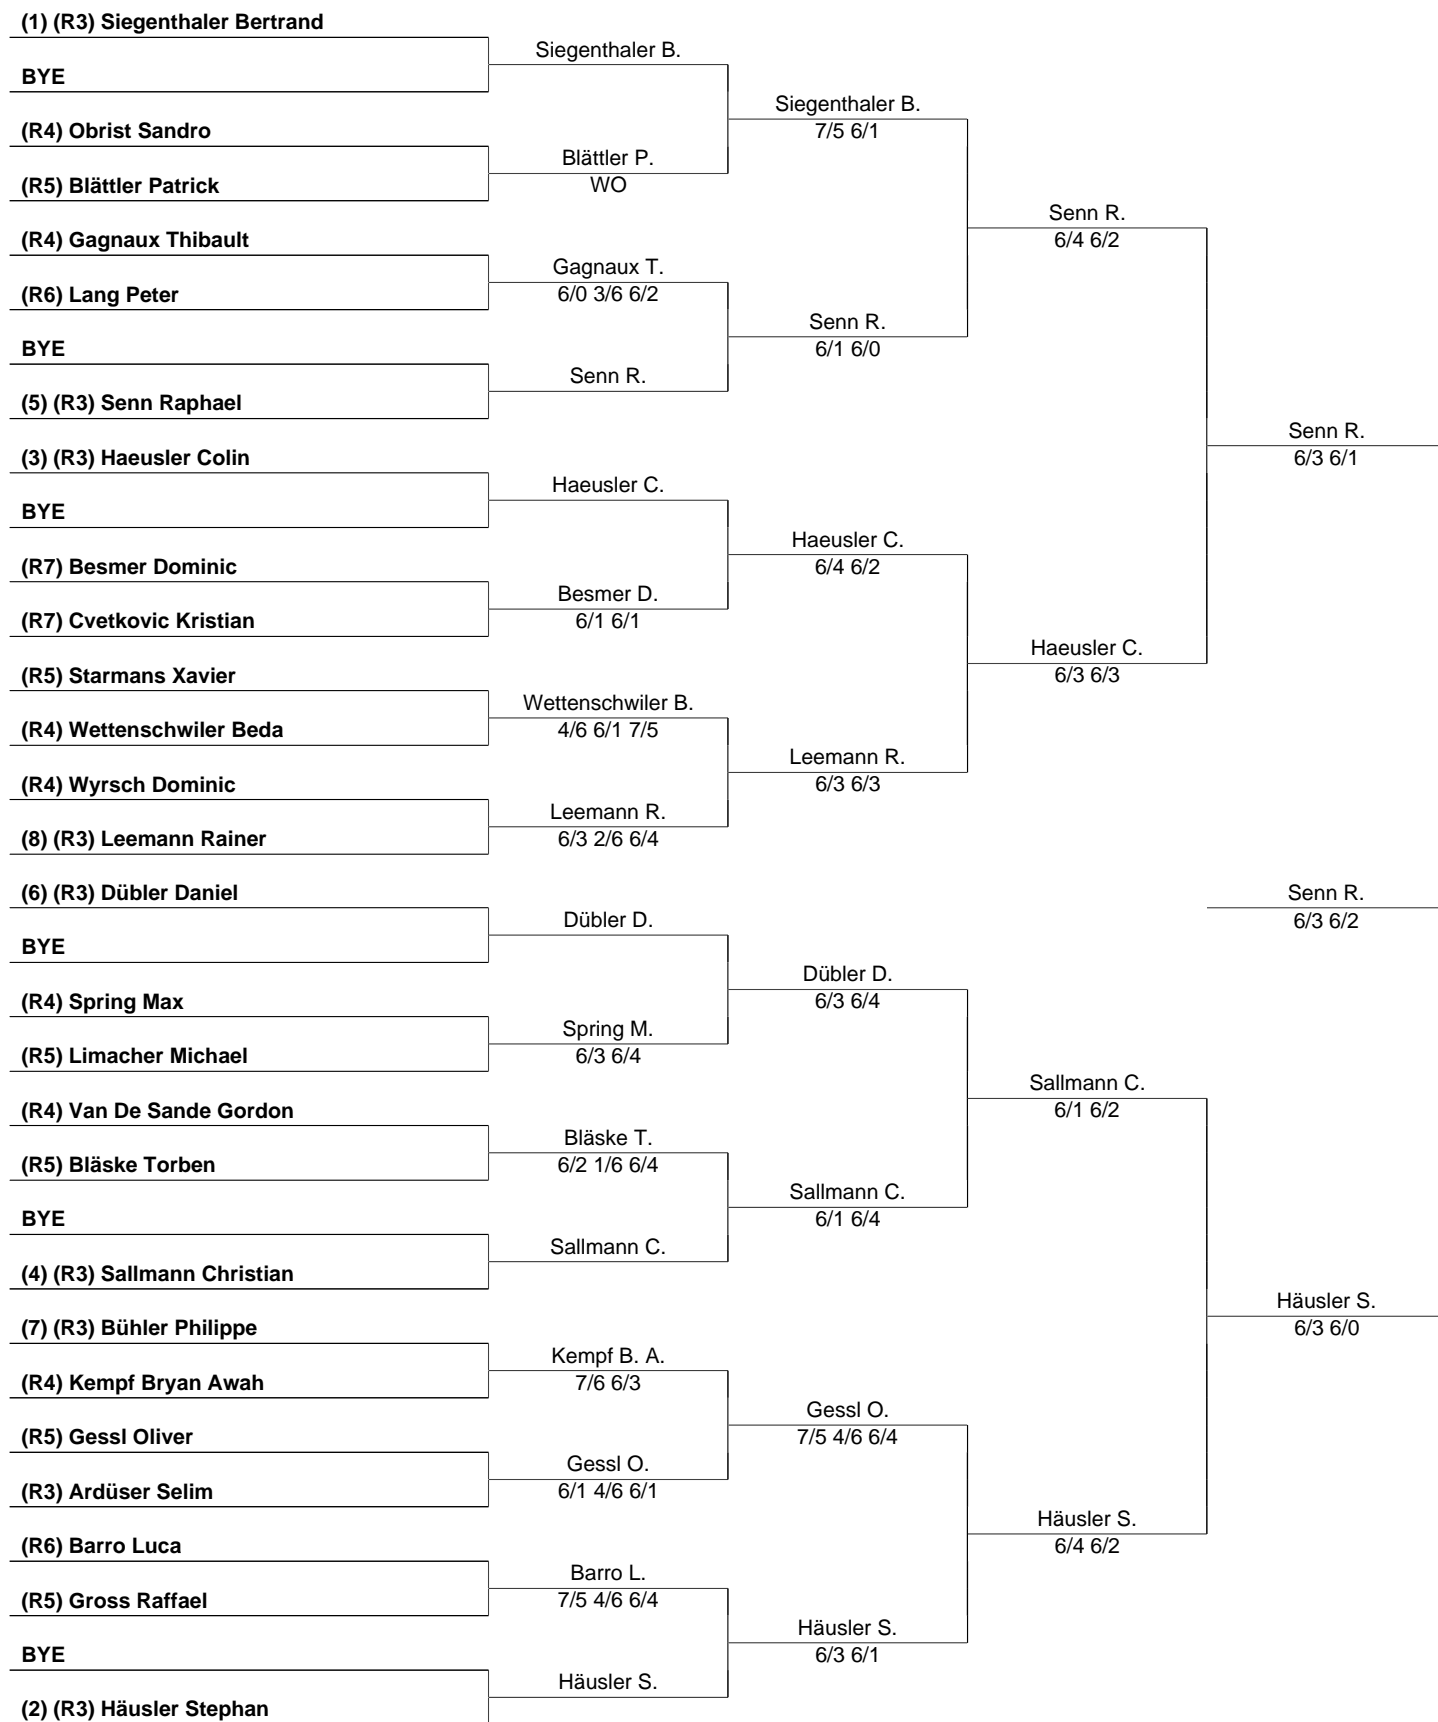 (1) (R3) Siegenthaler Bertrand
Siegenthaler B.
BYE
Siegenthaler B.
7/5 6/1
(R4) Obrist Sandro
Blättler P.
WO
(R5) Blättler Patrick
Senn R.
6/4 6/2
(R4) Gagnaux Thibault
Gagnaux T.
6/0 3/6 6/2
(R6) Lang Peter
Senn R.
6/1 6/0
BYE
Senn R.
(5) (R3) Senn Raphael
Senn R.
6/3 6/1
(3) (R3) Haeusler Colin
Haeusler C.
BYE
Haeusler C.
6/4 6/2
(R7) Besmer Dominic
Besmer D.
6/1 6/1
(R7) Cvetkovic Kristian
Haeusler C.
6/3 6/3
(R5) Starmans Xavier
Wettenschwiler B.
4/6 6/1 7/5
(R4) Wettenschwiler Beda
Leemann R.
6/3 6/3
(R4) Wyrsch Dominic
Leemann R.
6/3 2/6 6/4
(8) (R3) Leemann Rainer
(6) (R3) Dübler Daniel
Senn R.
6/3 6/2
Dübler D.
BYE
Dübler D.
6/3 6/4
(R4) Spring Max
Spring M.
6/3 6/4
(R5) Limacher Michael
Sallmann C.
6/1 6/2
(R4) Van De Sande Gordon
Bläske T.
6/2 1/6 6/4
(R5) Bläske Torben
Sallmann C.
6/1 6/4
BYE
Sallmann C.
(4) (R3) Sallmann Christian
Häusler S.
6/3 6/0
(7) (R3) Bühler Philippe
Kempf B. A.
7/6 6/3
(R4) Kempf Bryan Awah
Gessl O.
7/5 4/6 6/4
(R5) Gessl Oliver
Gessl O.
6/1 4/6 6/1
(R3) Ardüser Selim
Häusler S.
6/4 6/2
(R6) Barro Luca
Barro L.
7/5 4/6 6/4
(R5) Gross Raffael
Häusler S.
6/3 6/1
BYE
Häusler S.
(2) (R3) Häusler Stephan